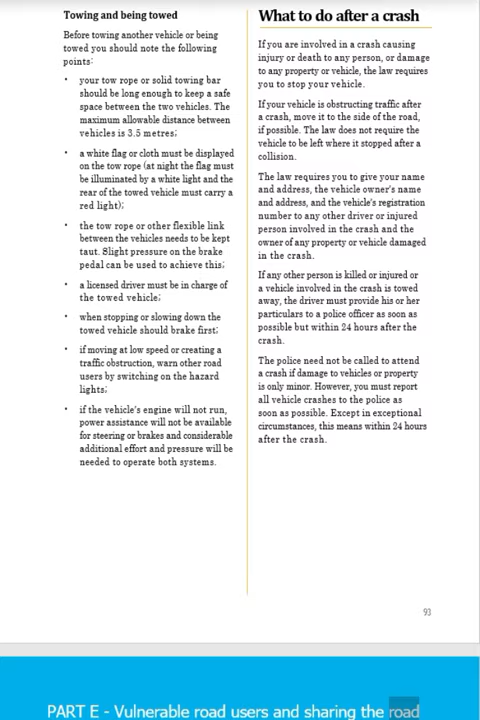 Towing and being towed
Before towing another vehicle or being
towed you should note the following
points:
• your tow rope or solid towing bar
should be long enough to keep a safe
space between the two vehicles. The
maximum allowable distance between
vehicles is 3.5 metres;
• a white flag or cloth must be displayed
on the tow rope (at night the flag must
be illuminated by a white light and the
rear of the towed vehicle must carry a
red light);
• the tow rope or other flexible link
between the vehicles needs to be kept
taut. Slight pressure on the brake
pedal can be used to achieve this;
• a licensed driver must be in charge of
the towed vehicle;
• when stopping or slowing down the
towed vehicle should brake first;
• if moving at low speed or creating a
traffic obstruction, warn other road
users by switching on the hazard
lights;
• if the vehicle's engine will not run,
power assistance will not be available
for steering or brakes and considerable
additional effort and pressure will be
needed to operate both systems.
What to do after a crash
If you are involved in a crash causing
injury or death to any person, or damage
to any property or vehicle, the law requires
you to stop your vehicle.
If your vehicle is obstructing traffic after
a crash, move it to the side of the road,
if possible. The law does not require the
vehicle to be left where it stopped after a
collision.
The law requires you to give your name
and address, the vehicle owner's name
and address, and the vehicle's registration
number to any other driver or injured
person involved in the crash and the
owner of any property or vehicle damaged
in the crash.
If any other person is killed or injured or
a vehicle involved in the crash is towed
away, the driver must provide his or her
particulars to a police officer as soon as
possible but within 24 hours after the
crash.
The police need not be called to attend
a crash if damage to vehicles or property
is only minor. However, you must report
all vehicle crashes to the police as
soon as possible. Except in exceptional
circumstances, this means within 24 hours
after the crash.
93
PART E - Vulnerable road users and sharing the road